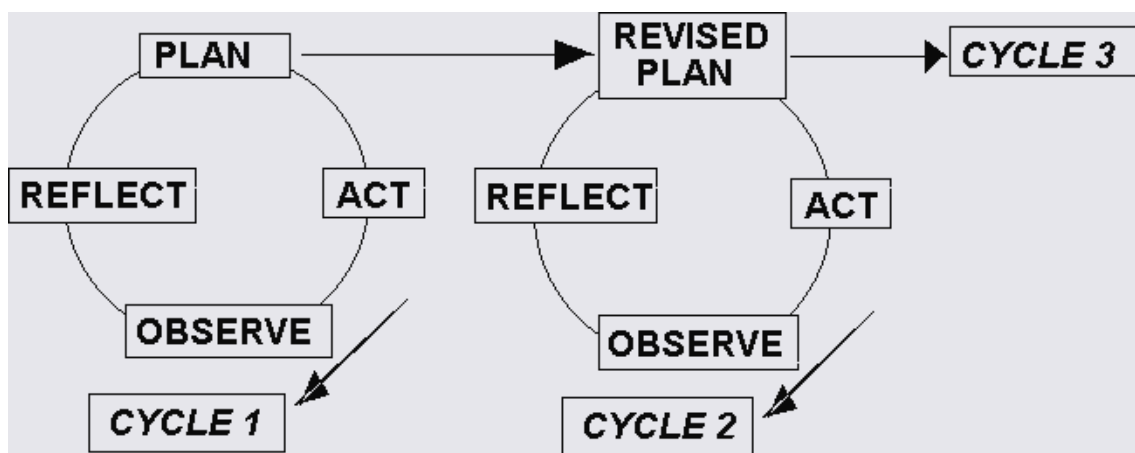 PLAN
REVISED
PLAN
CYCLE 3
REFLECT
ACT
REFLECT
ACT
OBSERVE
OBSERVE
CYCLE 1
CYCLE 2